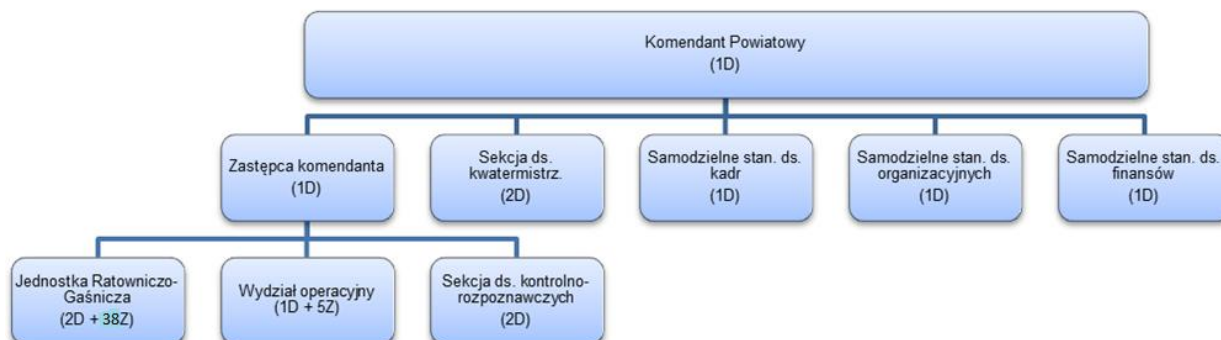 Komendant Powiatowy
(1D)
Zastępca komendanta
(1D)
Sekcja ds.
kwatermistrz.
(2D)
Samodzielne stan. ds.
kadr
(1D)
Samodzielne stan. ds.
organizacyjnych
(1D)
Samodzielne stan. ds.
finansów
(1D)
Jednostka Ratowniczo-
Gaśnicza
(2D + 38Z)
Wydział operacyjny
(1D + 5Z)
Sekcja ds. kontrolno-
rozpoznawczych
(2D)